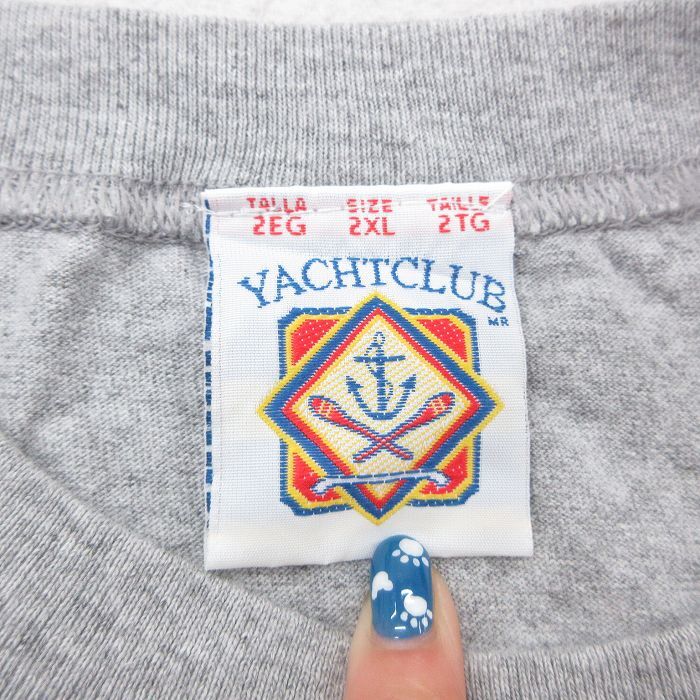 TALLA SIZE TAILLE
2EG 2XL 2TG
YACHTCLUB
MR